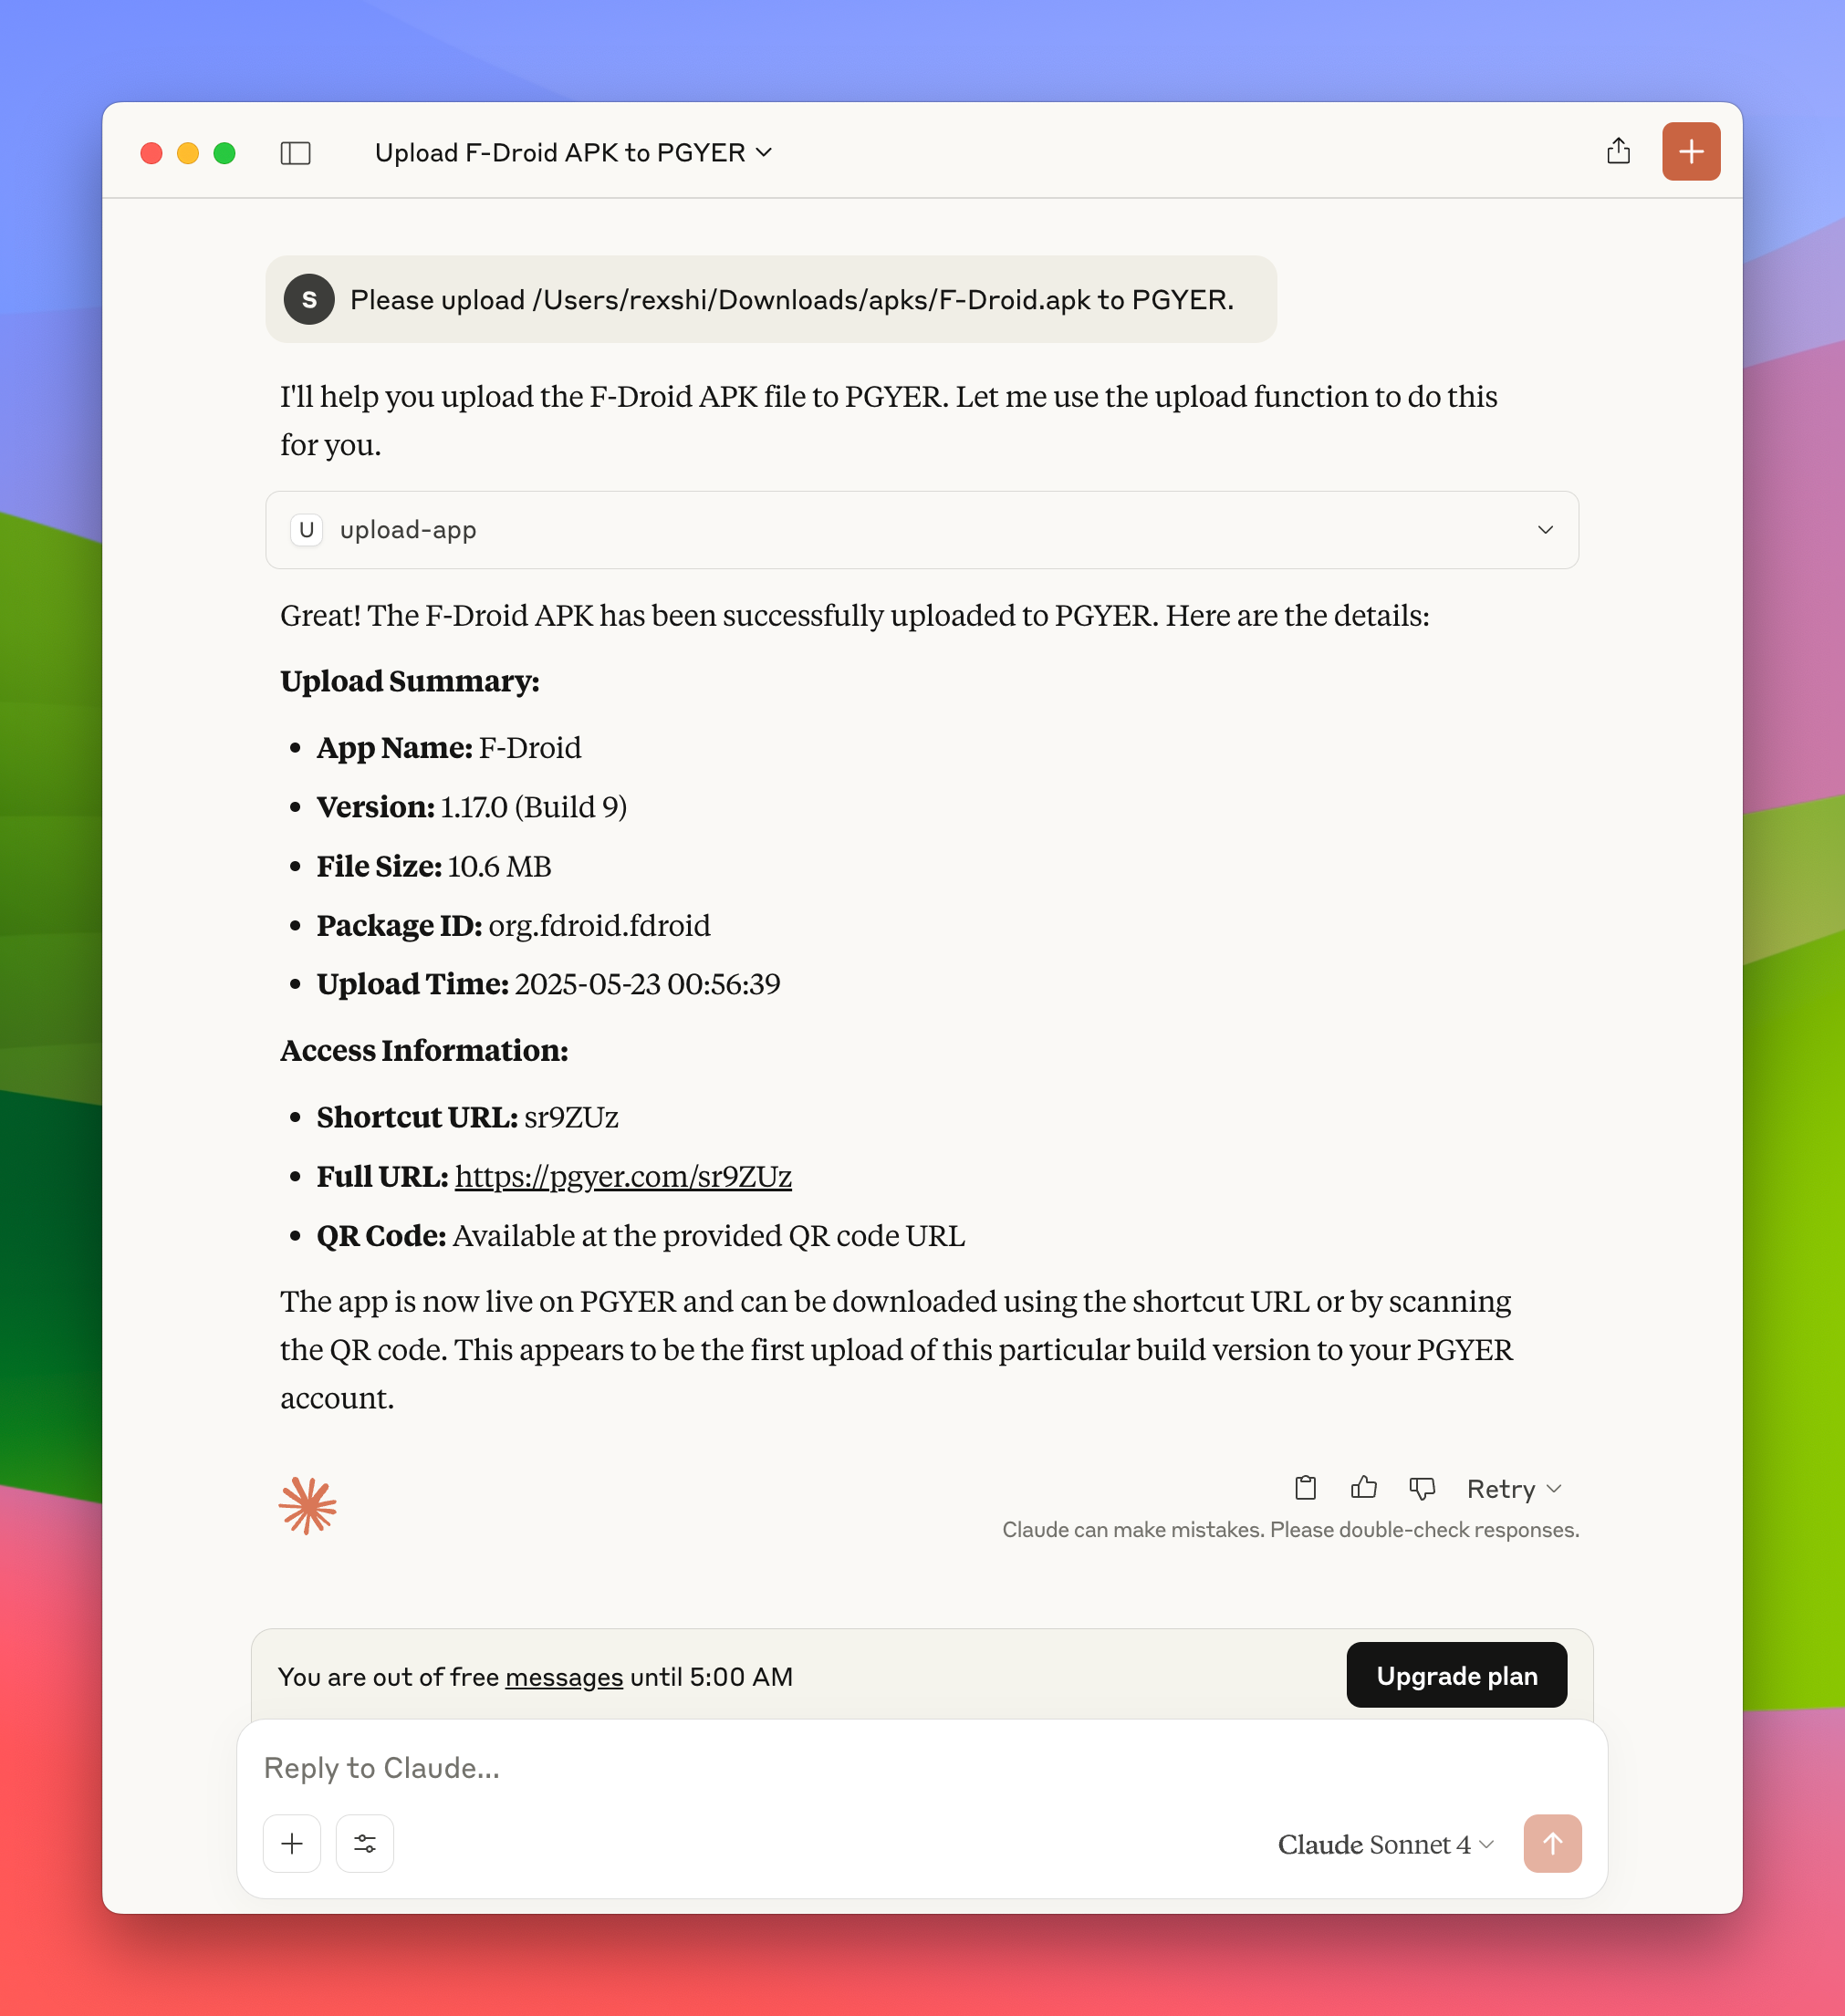 Upload F-Droid APK to PGYER
S
Please upload /Users/rexshi/Downloads/apks/F-Droid.apk to PGYER.
I'll help you upload the F-Droid APK file to PGYER. Let me use the upload function to do this
for you.
U
upload-app
Great! The F-Droid APK has been successfully uploaded to PGYER. Here are the details:
Upload Summary:
• App Name: F-Droid
• Version: 1.17.0 (Build 9)
• File Size: 10.6 MB
• Package ID: org.fdroid.fdroid
• Upload Time: 2025-05-23 00:56:39
Access Information:
• Shortcut URL: sr9ZUz
• Full URL: https://pgyer.com/sr9ZUz
• QR Code: Available at the provided QR code URL
The app is now live on PGYER and can be downloaded using the shortcut URL or by scanning
the QR code. This appears to be the first upload of this particular build version to your PGYER
account.
Retry
Claude can make mistakes. Please double-check responses.
You are out of free messages until 5:00 AM
Upgrade plan
Reply to Claude...
Claude Sonnet 4